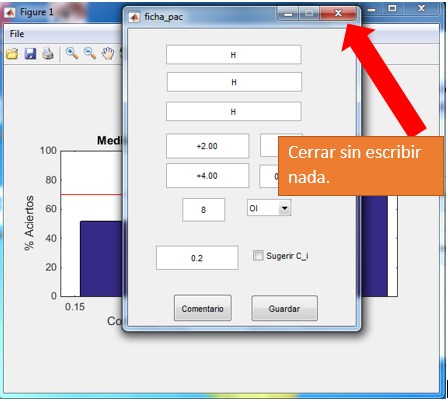 Figure 1
ficha_pac
File
H
H
H
+2.00
+4.00
8
OI
0.2
Sugerir C_i
Comentario
Guardar
Cerrar sin escribir
nada.
Medi
100
80
60
40
20
0
% Aciertos
0.15
Co